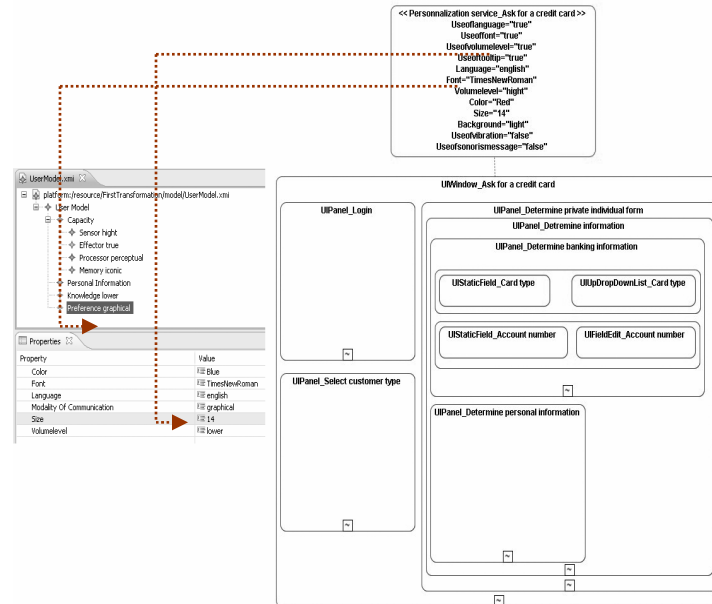 << Personnalization service_Ask for a credit card >>
Useoflanguage="true"
Useoffont="true"
Useofvolumelevel="true"
Useoftooltip="true"
Language="english"
Font="TimesNewRoman"
Volumelevel="hight"
Color="Red"
Size="14"
Background="light"
Useofvibration="false"
Useofsonorismessage="false"
UserModel.xmi
platform:/resource/FirstTransformation/model/UserModel.xmi
User Model
Capacity
Sensor hight
Effector true
Processor perceptual
Memory iconic
Personal Information
Knowledge lower
Preference graphical
Properties
Property Value
Color Blue
Font TimesNewRoman
Language english
Modality Of Communication graphical
Size 14
Volumelevel lower
UIWindow_Ask for a credit card
UIPanel_Login
~
UIPanel_Select customer type
~
UIPanel_Determine private individual form
UIPanel_Detremine information
UIPanel_Determine banking information
UIStaticField_Card type
UIUpDropDownList_Card type
UIStaticField_Account number
UIFieldEdit_Account number
~
UIPanel_Determine personal information
~
~
~
~